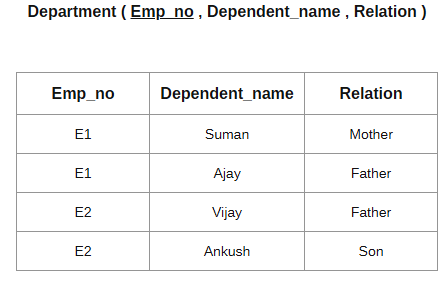 Department ( Emp_no , Dependent_name , Relation )
Emp_no Dependent_name Relation
E1 Suman Mother
E1 Ajay Father
E2 Vijay Father
E2 Ankush Son